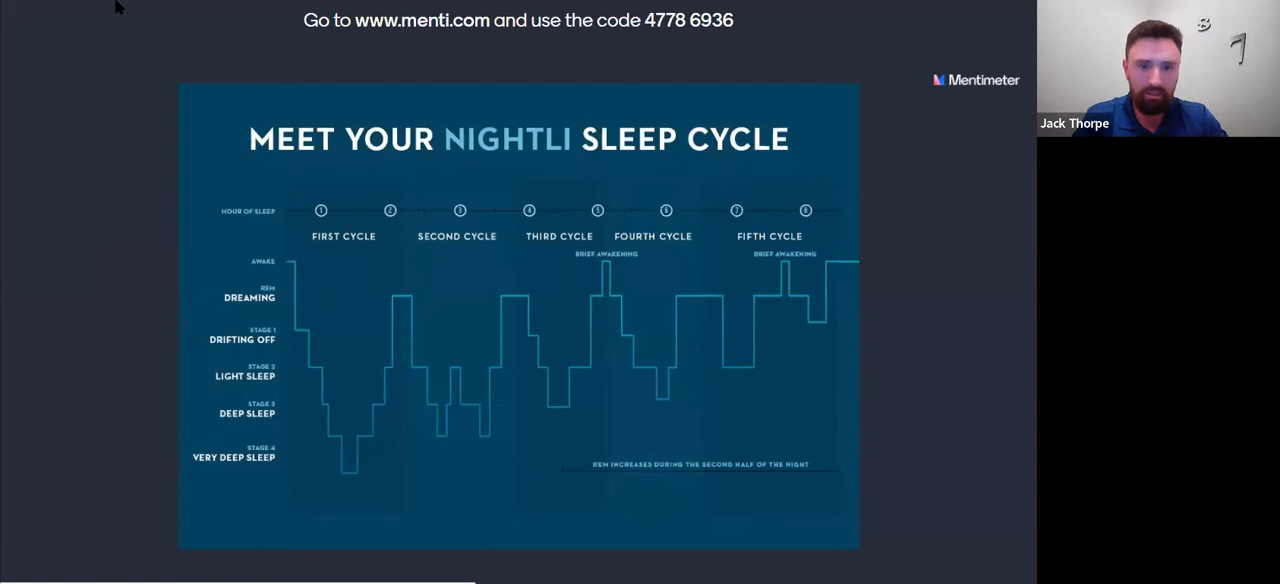 Go to www.menti.com and use the code 4778 6936
Mentimeter
B
7
Jack Thorpe
MEET YOUR NIGHTLI SLEEP CYCLE
HOUR OF SLEEP
1 2 3 4 5 6 7 8
FIRST CYCLE SECOND CYCLE THIRD CYCLE FOURTH CYCLE FIFTH CYCLE
BRIEF AWAKENING BRIEF AWAKENING
AWAKE
REM
DREAMING
STAGE 1
DRIFTING OFF
STAGE 2
LIGHT SLEEP
STAGE 3
DEEP SLEEP
STAGE 4
VERY DEEP SLEEP
REM INCREASES DURING THE SECOND HALF OF THE NIGHT